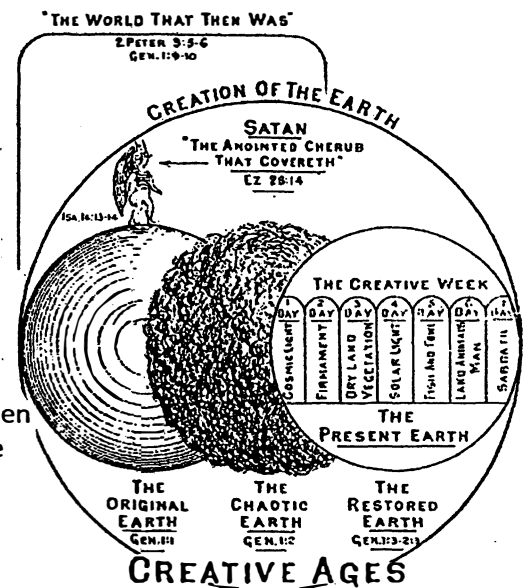 "THE WORLD THAT THEN WAS"
2 PETER 3:5-6
GEN. 1:9-10
CREATION OF THE EARTH
SATAN
"THE ANOINTED CHERUB
THAT COVERETH"
EZ 28:14
ISA. 14:13-14
THE CREATIVE WEEK
1 2 3 4 5 6 7
DAY DAY DAY DAY DAY DAY DAY
COSMIC LIGHT
FIRMAMENT
DRY LAND
VEGETATION
SOLAR LIGHT
FISH AND FOWL
LAND ANIMALS
MAN
SABBATH
THE
PRESENT EARTH
en
e
THE
ORIGINAL
EARTH
GEN. 1:1
THE
CHAOTIC
EARTH
GEN. 1:2
THE
RESTORED
EARTH
GEN. 1:3-2:3
CREATIVE AGES